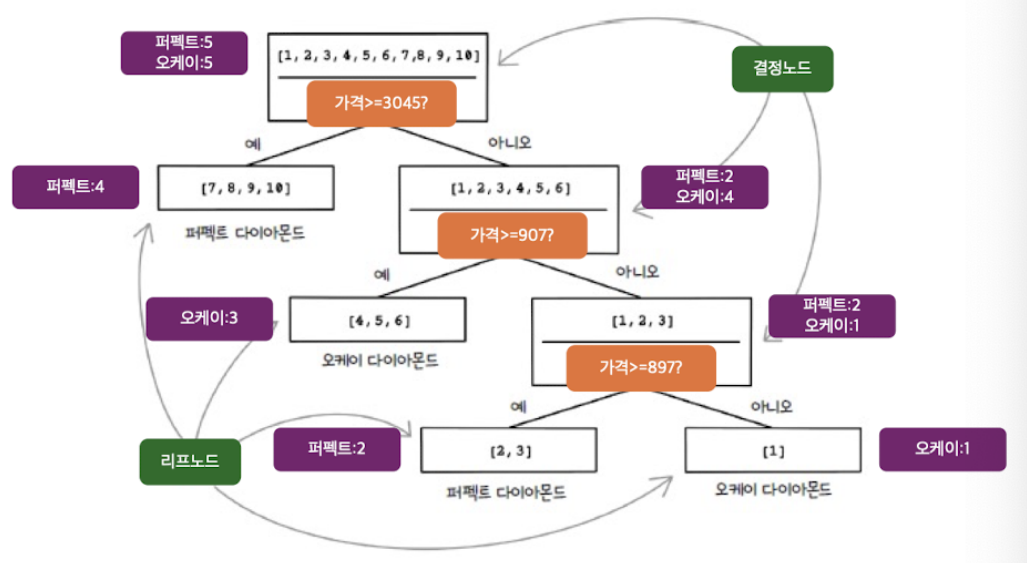 퍼펙트:5
오케이:5
[1,2,3,4,5,6,7,8,9,10]
가격>=3045?
결정노드
예
아니오
퍼펙트:4
[7,8,9,10]
퍼펙트 다이아몬드
[1,2,3,4,5,6]
가격>=907?
퍼펙트:2
오케이:4
예
아니오
오케이:3
[4,5,6]
오케이 다이아몬드
[1,2,3]
가격>=897?
퍼펙트:2
오케이:1
예
아니오
리프노드
퍼펙트:2
[2,3]
퍼펙트 다이아몬드
[1]
오케이 다이아몬드
오케이:1